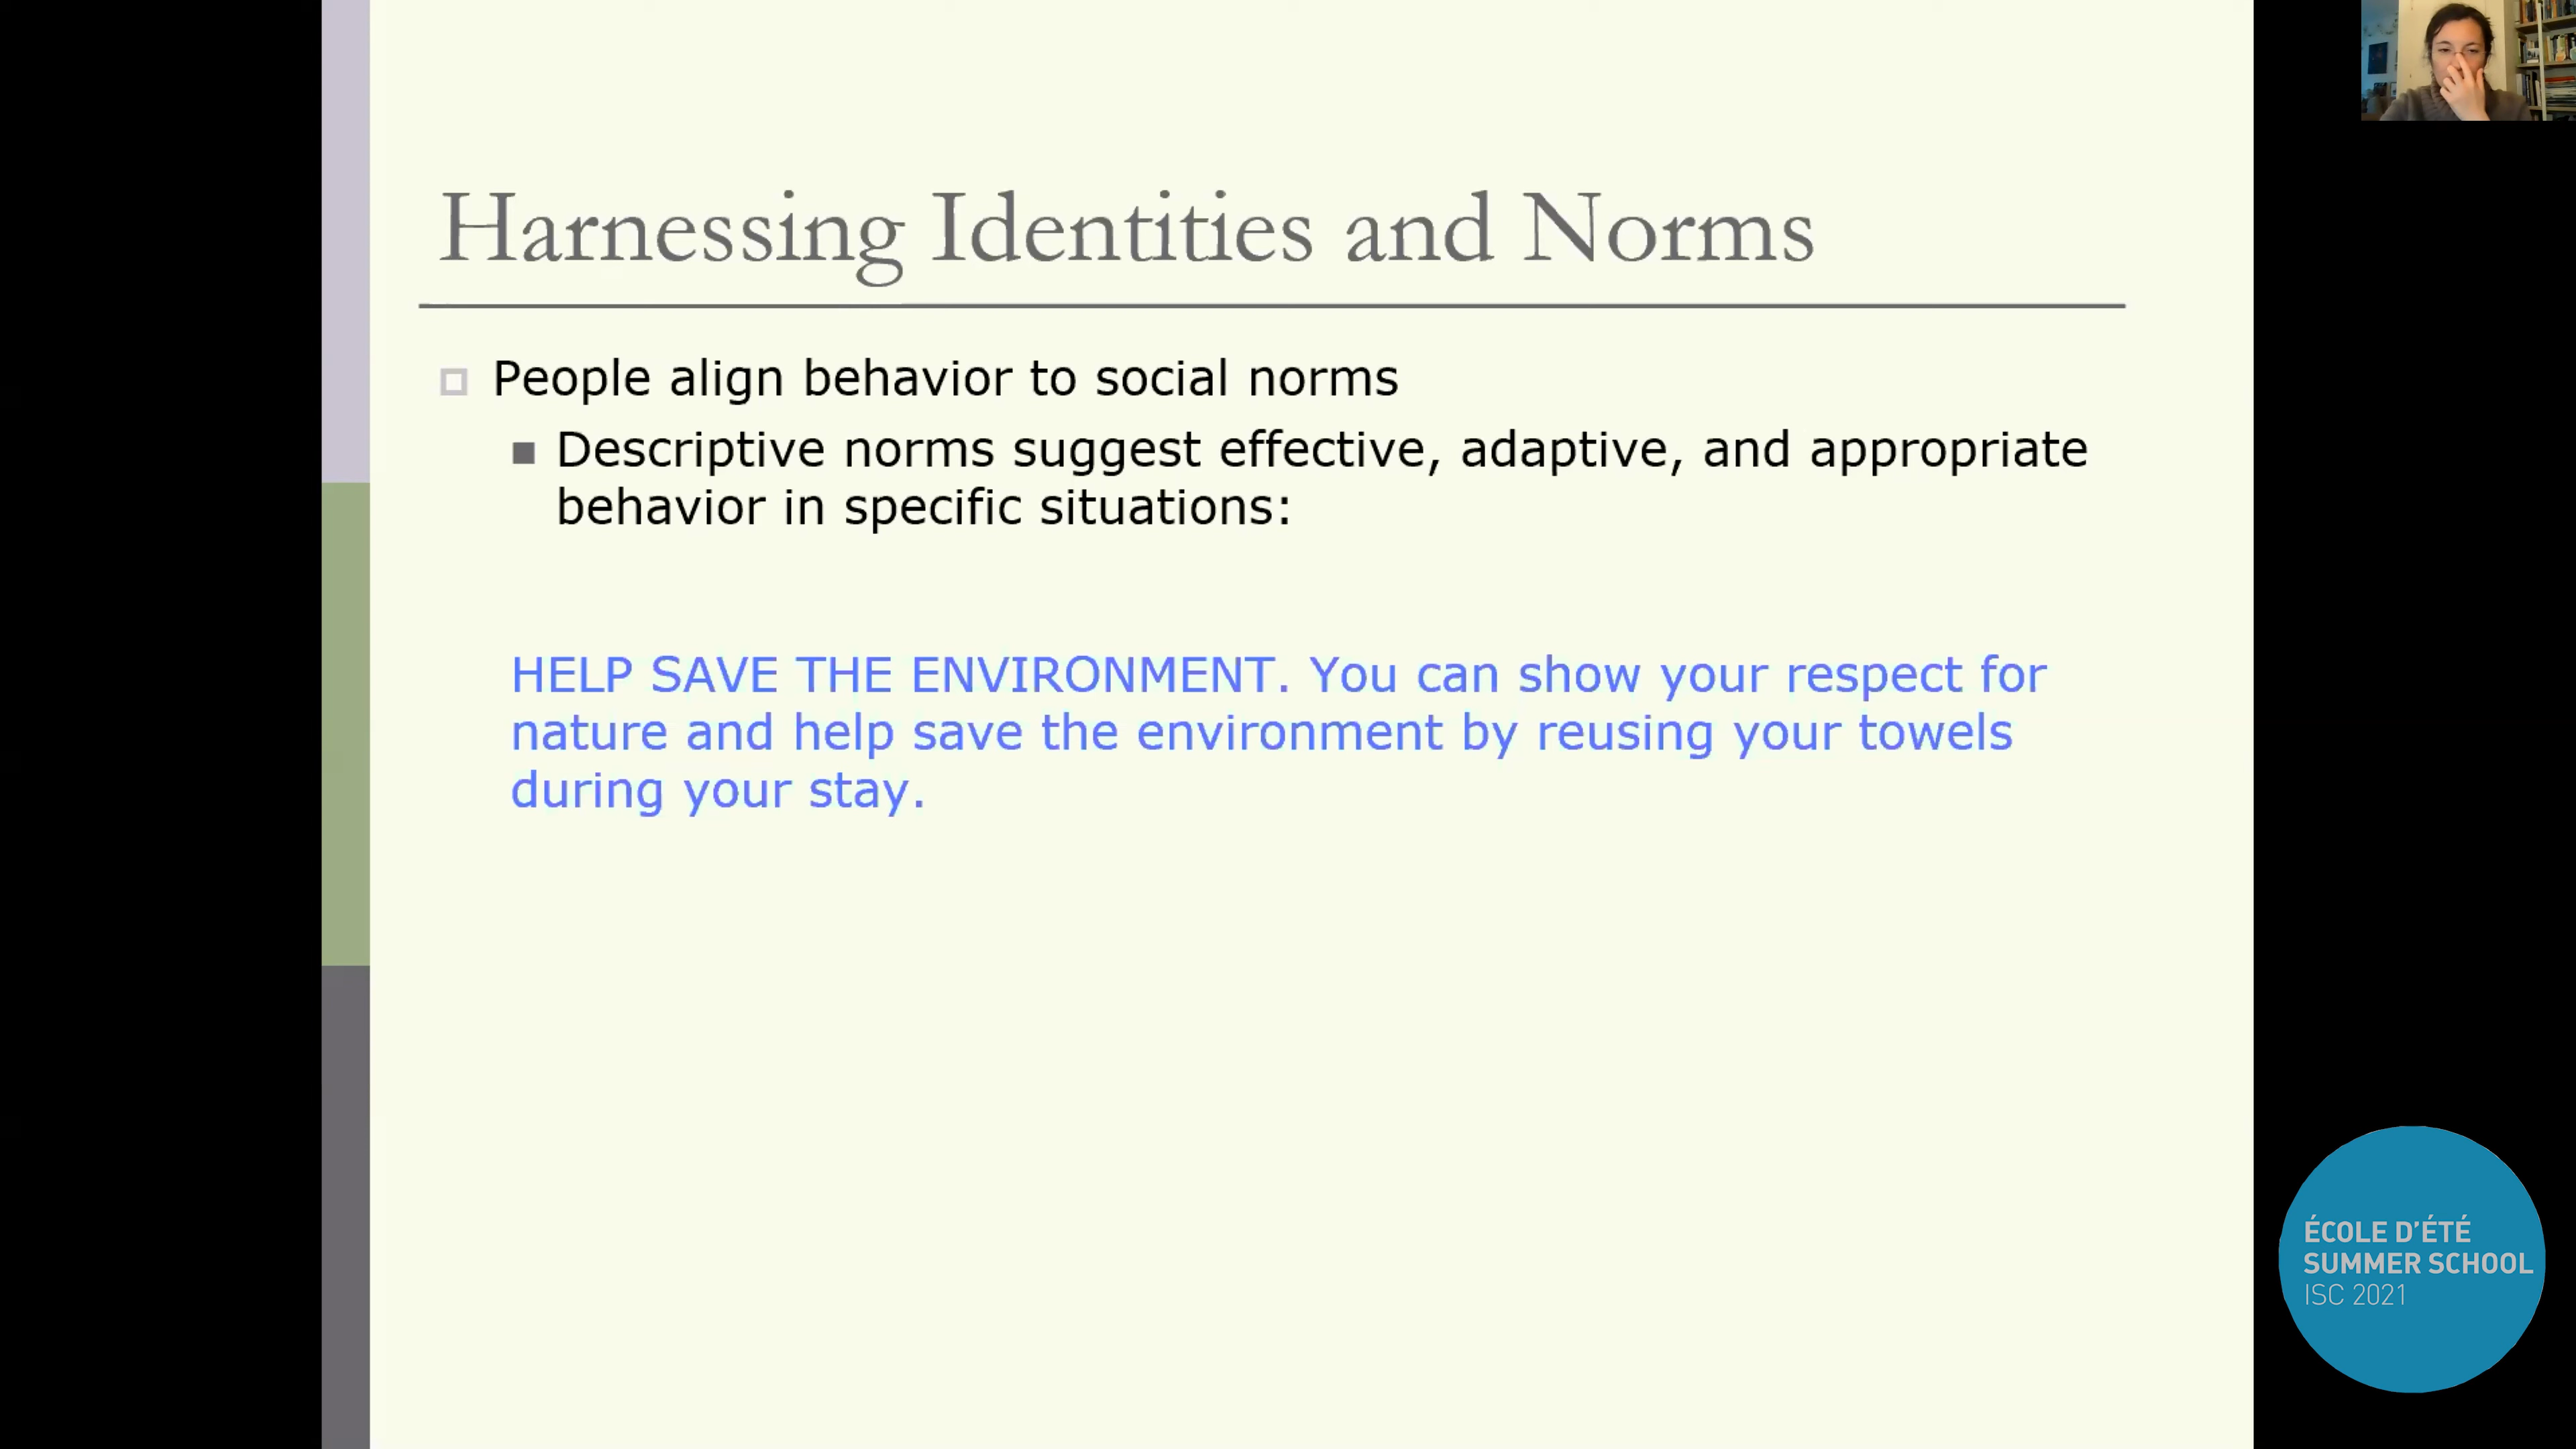 Harnessing Identities and Norms
People align behavior to social norms
Descriptive norms suggest effective, adaptive, and appropriate
behavior in specific situations:
HELP SAVE THE ENVIRONMENT. You can show your respect for
nature and help save the environment by reusing your towels
during your stay.
ÉCOLE D'ÉTÉ
SUMMER SCHOOL
ISC 2021